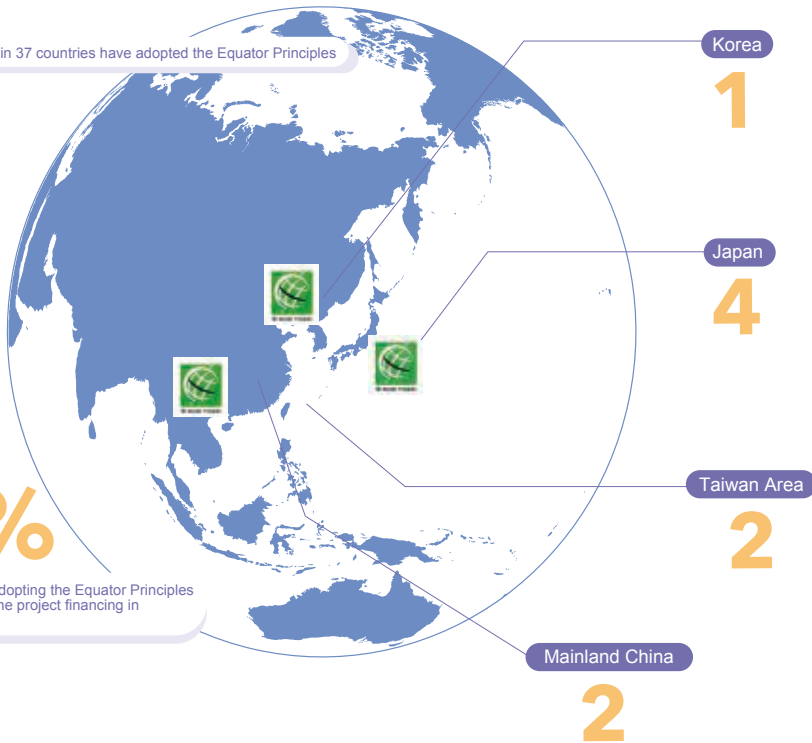 in 37 countries have adopted the Equator Principles
Korea
1
Japan
4
Taiwan Area
2
%
dopting the Equator Principles
project financing in
Mainland China
2